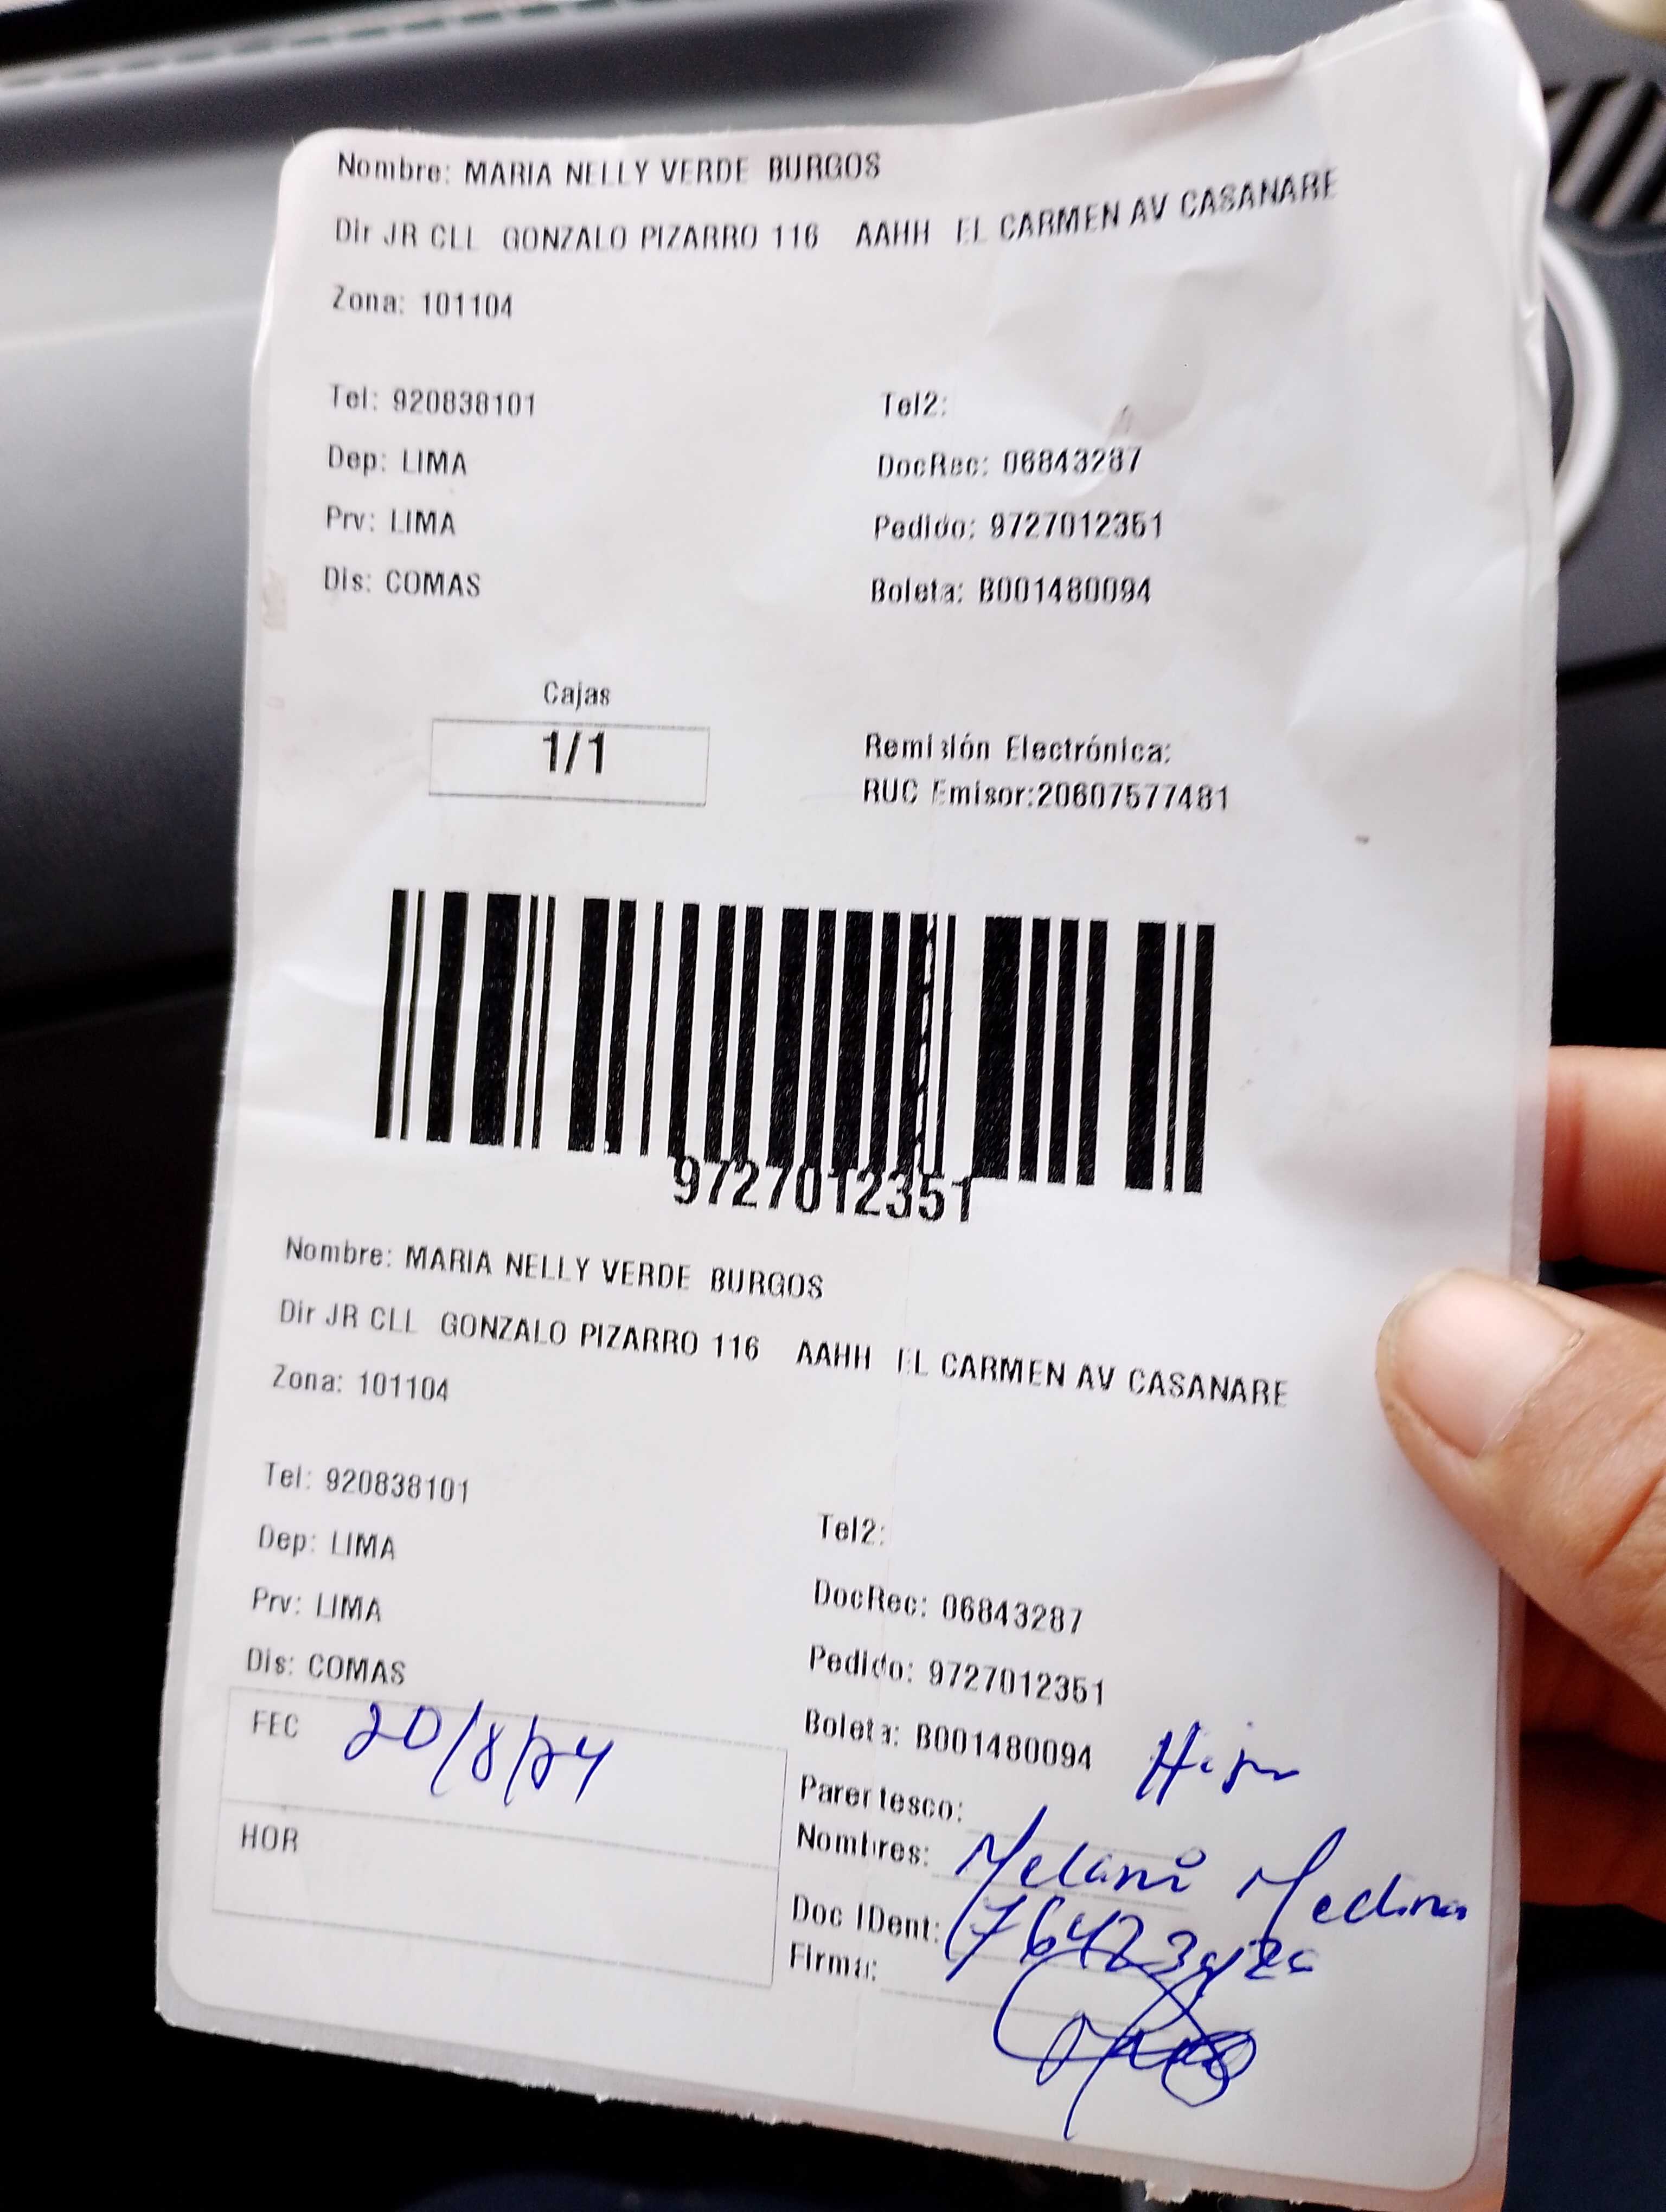 Nombre: MARIA NELLY VERDE BURGOS
Dir JR CLL GONZALO PIZARRO 116 AAHH EL CARMEN AV CASANARE
Zona: 101104
Tel: 920838101 Tel2:
Dep: LIMA DocRec: 06843287
Prv: LIMA Pedido: 9727012351
Dis: COMAS Boleta: B001480094
Cajas
1/1
Remisión Electrónica:
RUC Emisor:20607577481
9727012351
Nombre: MARIA NELLY VERDE BURGOS
Dir JR CLL GONZALO PIZARRO 116 AAHH EL CARMEN AV CASANARE
Zona: 101104
Tel: 920838101 Tel2:
Dep: LIMA DocRec: 06843287
Prv: LIMA Pedido: 9727012351
Dis: COMAS Boleta: B001480094
FEC 20/8/24
HOR
Parentesco: Hija
Nombres: Melani Medina
Doc IDent:
Firma: